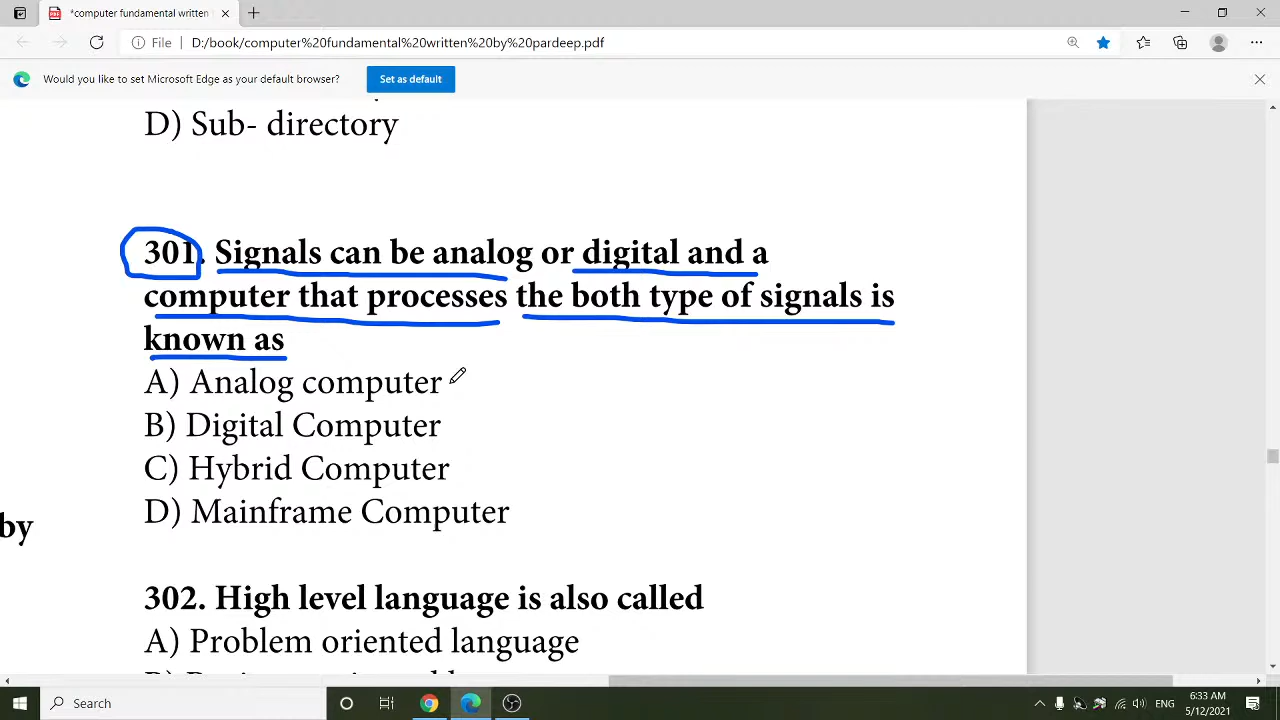 *computer fundamental written
File D:/book/computer%20fundamental%20written%20by%20pardeep.pdf
Would you like to set Microsoft Edge as your default browser? Set as default
D) Sub- directory
301. Signals can be analog or digital and a
computer that processes the both type of signals is
known as
A) Analog computer
B) Digital Computer
C) Hybrid Computer
D) Mainframe Computer
by
302. High level language is also called
A) Problem oriented language
Search
ENG
6:33 AM
5/12/2021